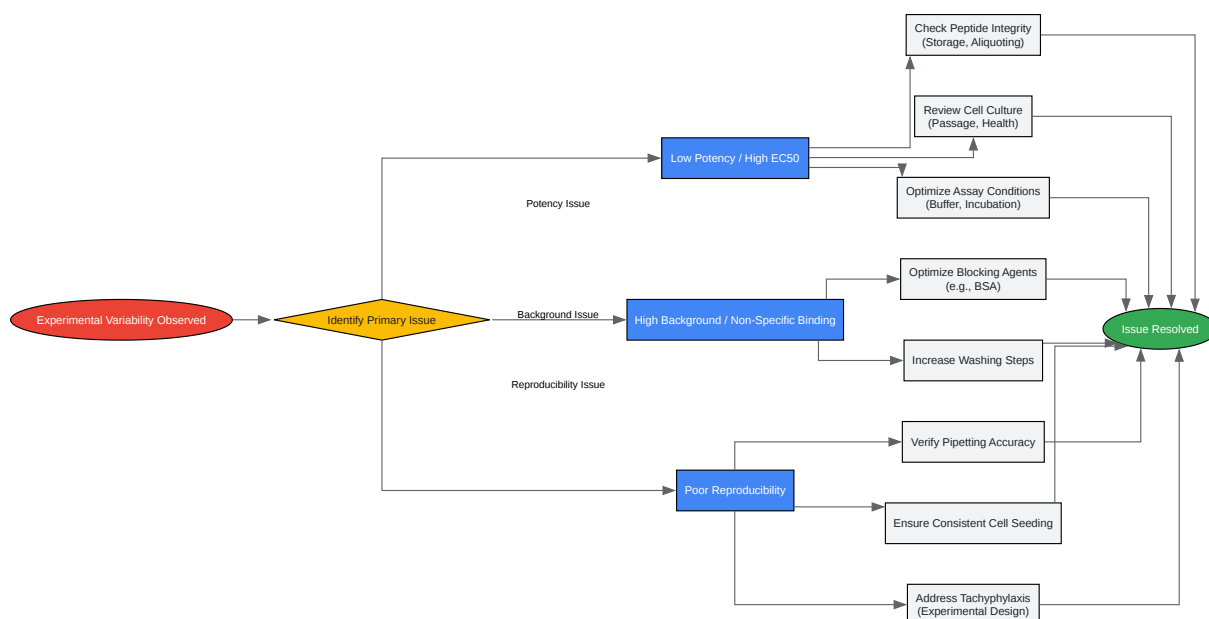 Experimental Variability Observed
Identify Primary Issue
Potency Issue
Background Issue
Reproducibility Issue
Low Potency / High EC50
High Background / Non-Specific Binding
Poor Reproducibility
Check Peptide Integrity
(Storage, Aliquoting)
Review Cell Culture
(Passage, Health)
Optimize Assay Conditions
(Buffer, Incubation)
Optimize Blocking Agents
(e.g., BSA)
Increase Washing Steps
Verify Pipetting Accuracy
Ensure Consistent Cell Seeding
Address Tachyphylaxis
(Experimental Design)
Issue Resolved